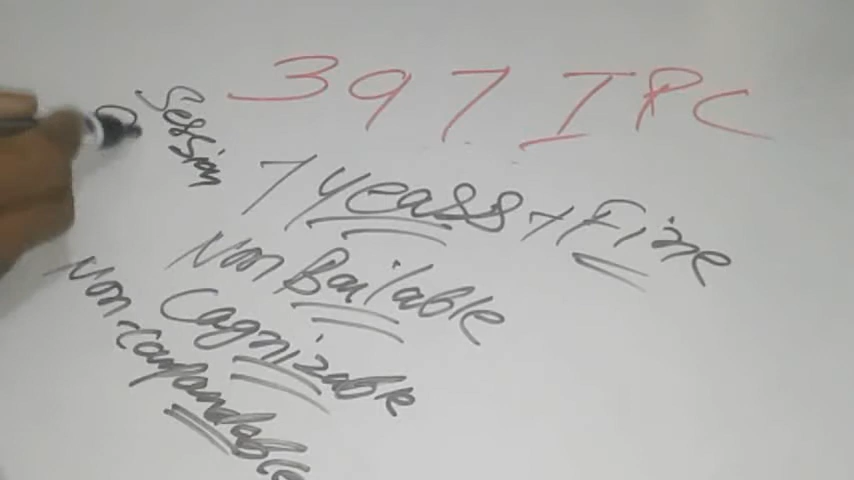 397 IPC
Session
7 years + Fine
Non Bailable
Cognizable
Non-compoundable